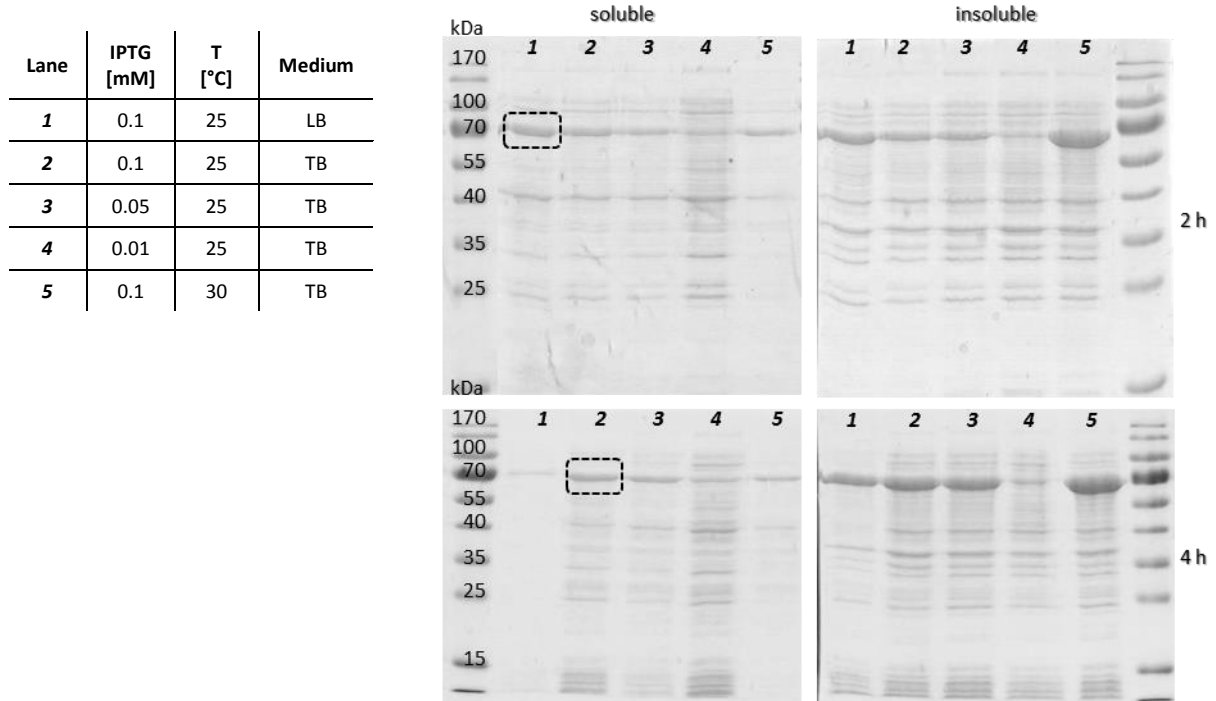 Lane IPTG [mM] T [°C] Medium
1 0.1 25 LB
2 0.1 25 TB
3 0.05 25 TB
4 0.01 25 TB
5 0.1 30 TB
soluble insoluble
kDa
1 2 3 4 5 1 2 3 4 5
170
100
70
55
40
35
25
2 h
kDa
1 2 3 4 5 1 2 3 4 5
170
100
70
55
40
35
25
15
4 h